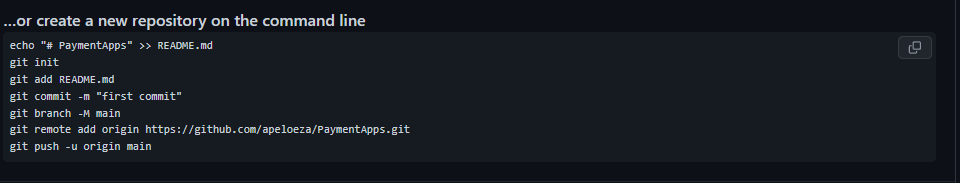 ...or create a new repository on the command line
echo "# PaymentApps" >> README.md
git init
git add README.md
git commit -m "first commit"
git branch -M main
git remote add origin https://github.com/apeloeza/PaymentApps.git
git push -u origin main